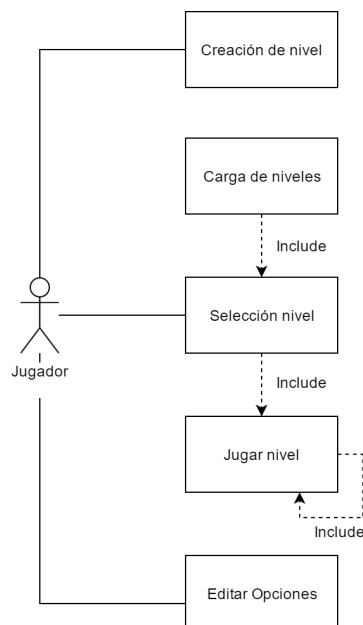 Creación de nivel
Carga de niveles
Include
Selección nivel
Jugador
Include
Jugar nivel
Include
Editar Opciones